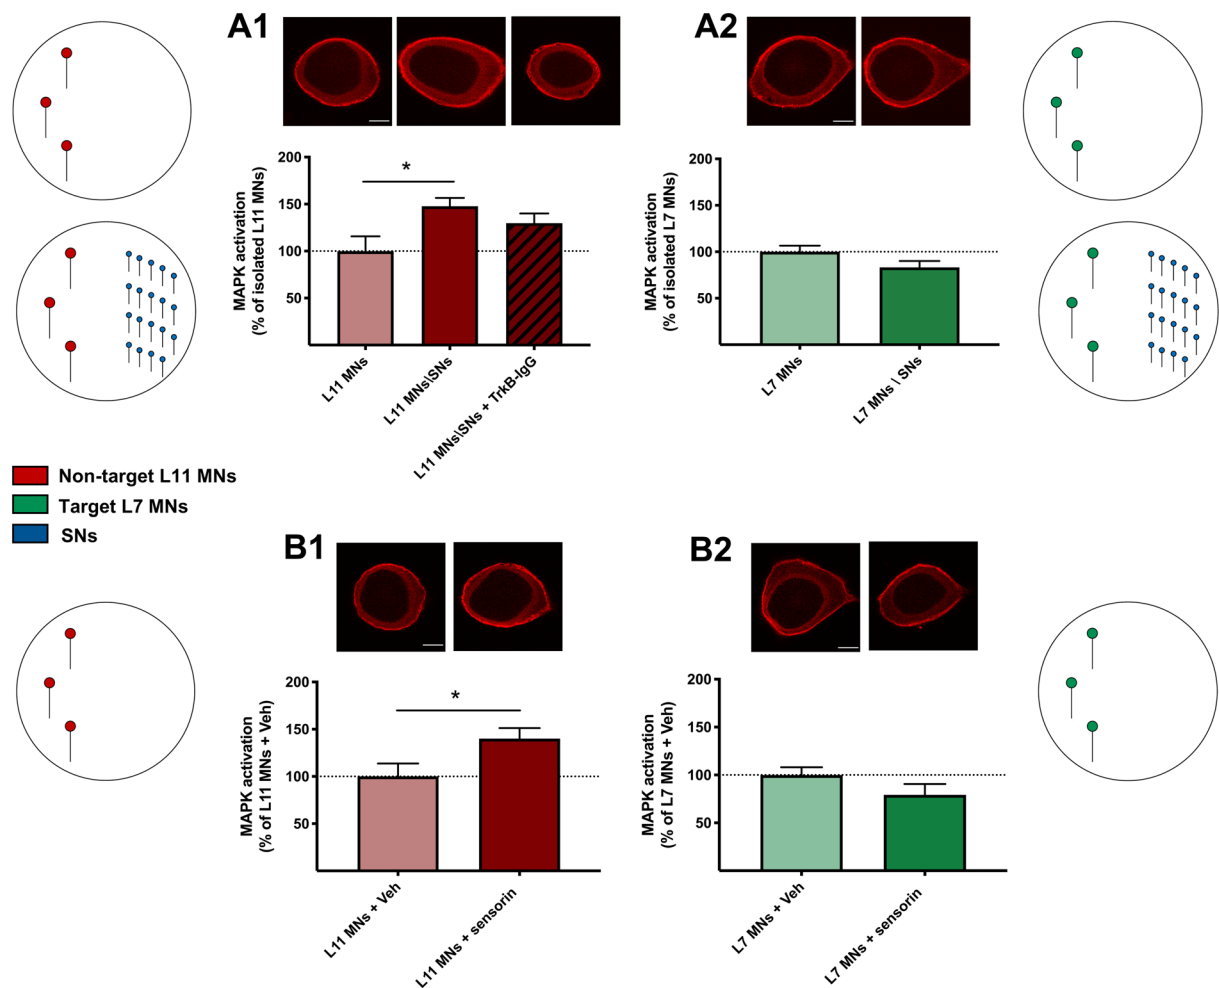 A1
MAPK activation
(% of isolated L11 MNs)
200
150
100
50
*
L11 MNs
L11 MNs\SNs
L11 MNs\SNs + TrkB-IgG
A2
MAPK activation
(% of isolated L7 MNs)
200
150
100
50
L7 MNs
L7 MNs \ SNs
Non-target L11 MNs
Target L7 MNs
SNs
B1
MAPK activation
(% of L11 MNs + Veh)
200
150
100
50
*
L11 MNs + Veh
L11 MNs + sensorin
B2
MAPK activation
(% of L7 MNs + Veh)
200
150
100
50
L7 MNs + Veh
L7 MNs + sensorin